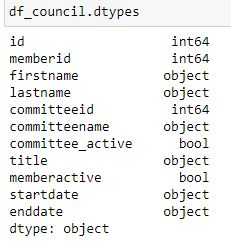 df_council.dtypes
id int64
memberid int64
firstname object
lastname object
committeeid int64
committeename object
committee_active bool
title object
memberactive bool
startdate object
enddate object
dtype: object